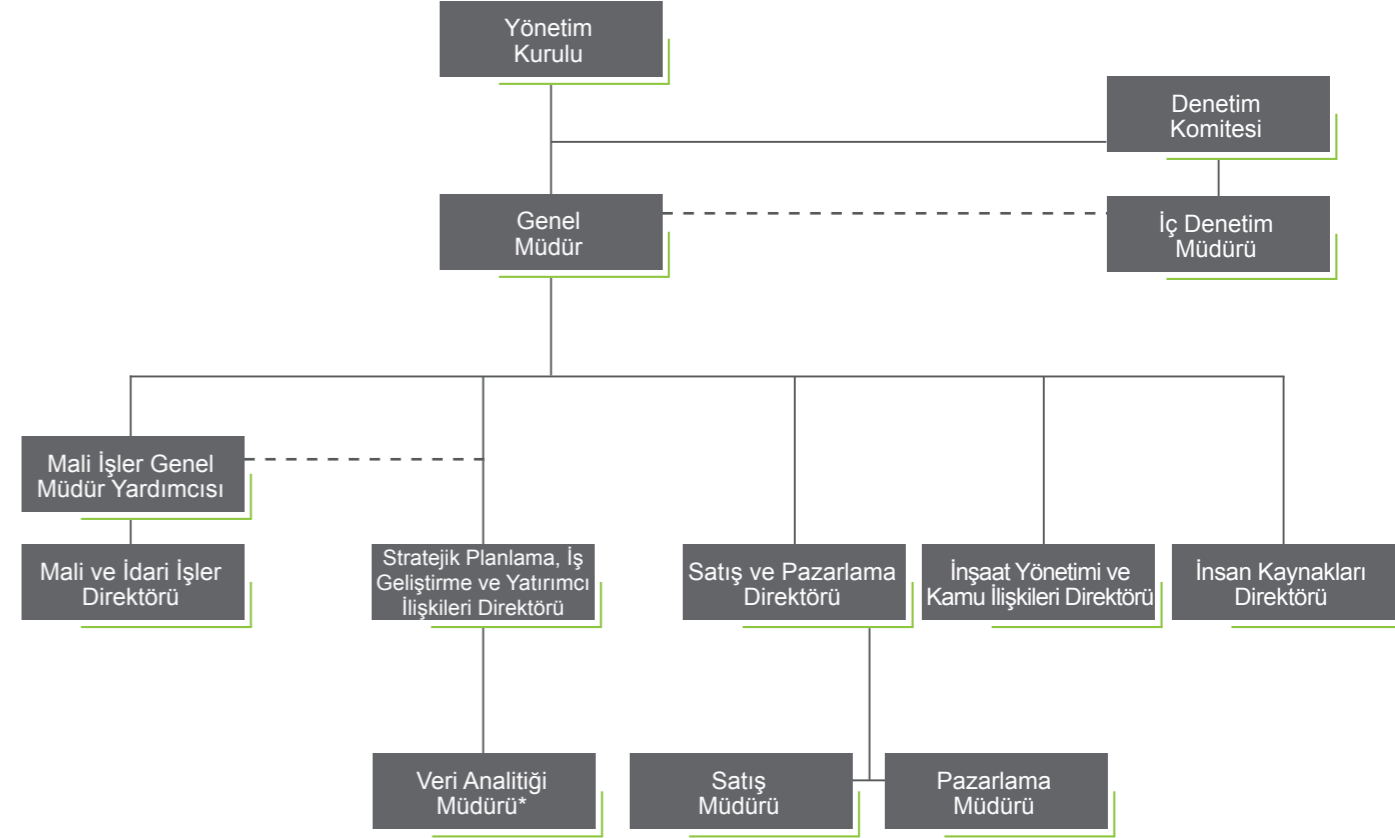 Yönetim
Kurulu
Denetim
Komitesi
Genel
Müdür
İç Denetim
Müdürü
Mali İşler Genel
Müdür Yardımcısı
Mali ve İdari İşler
Direktörü
Stratejik Planlama, İş
Geliştirme ve Yatırımcı
İlişkileri Direktörü
Satış ve Pazarlama
Direktörü
İnşaat Yönetimi ve
Kamu İlişkileri Direktörü
İnsan Kaynakları
Direktörü
Veri Analitiği
Müdürü*
Satış
Müdürü
Pazarlama
Müdürü